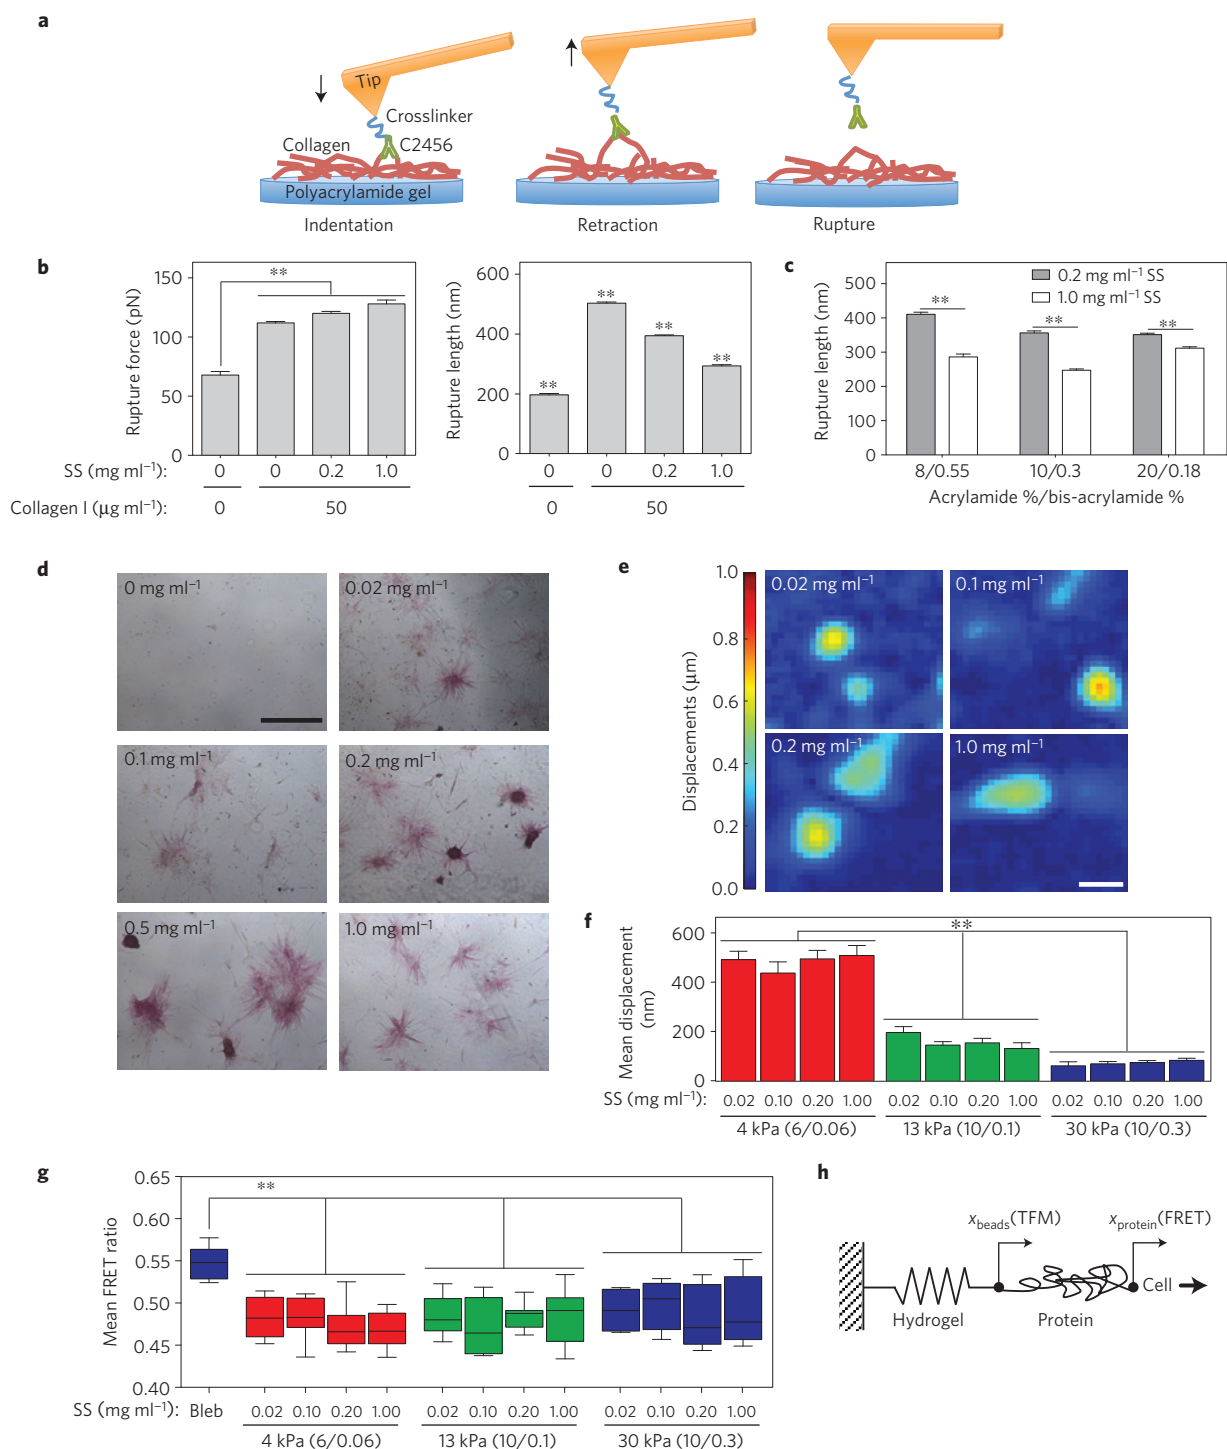 a
Tip
Crosslinker
Collagen
C2456
Polyacrylamide gel
Indentation
Retraction
Rupture
b
Rupture force (pN)
150
100
50
0
**
SS (mg ml⁻¹)
0
0
0.2
1.0
Collagen I (μg ml⁻¹)
0
50
Rupture length (nm)
600
400
200
0
**
**
**
**
0
0
0.2
1.0
0
50
c
Rupture length (nm)
500
400
300
200
100
0
0.2 mg ml⁻¹ SS
1.0 mg ml⁻¹ SS
**
**
**
8/0.55
10/0.3
20/0.18
Acrylamide %/bis-acrylamide %
d
0 mg ml⁻¹
0.02 mg ml⁻¹
0.1 mg ml⁻¹
0.2 mg ml⁻¹
0.5 mg ml⁻¹
1.0 mg ml⁻¹
e
Displacements (μm)
1.0
0.8
0.6
0.4
0.2
0.0
0.02 mg ml⁻¹
0.1 mg ml⁻¹
0.2 mg ml⁻¹
1.0 mg ml⁻¹
f
Mean displacement
(nm)
600
400
200
0
**
SS (mg ml⁻¹):
0.02 0.10 0.20 1.00
0.02 0.10 0.20 1.00
0.02 0.10 0.20 1.00
4 kPa (6/0.06)
13 kPa (10/0.1)
30 kPa (10/0.3)
g
Mean FRET ratio
0.65
0.60
0.55
0.50
0.45
0.40
**
SS (mg ml⁻¹):
Bleb
0.02 0.10 0.20 1.00
0.02 0.10 0.20 1.00
0.02 0.10 0.20 1.00
4 kPa (6/0.06)
13 kPa (10/0.1)
30 kPa (10/0.3)
h
x_beads(TFM)
x_protein(FRET)
Cell
Hydrogel
Protein